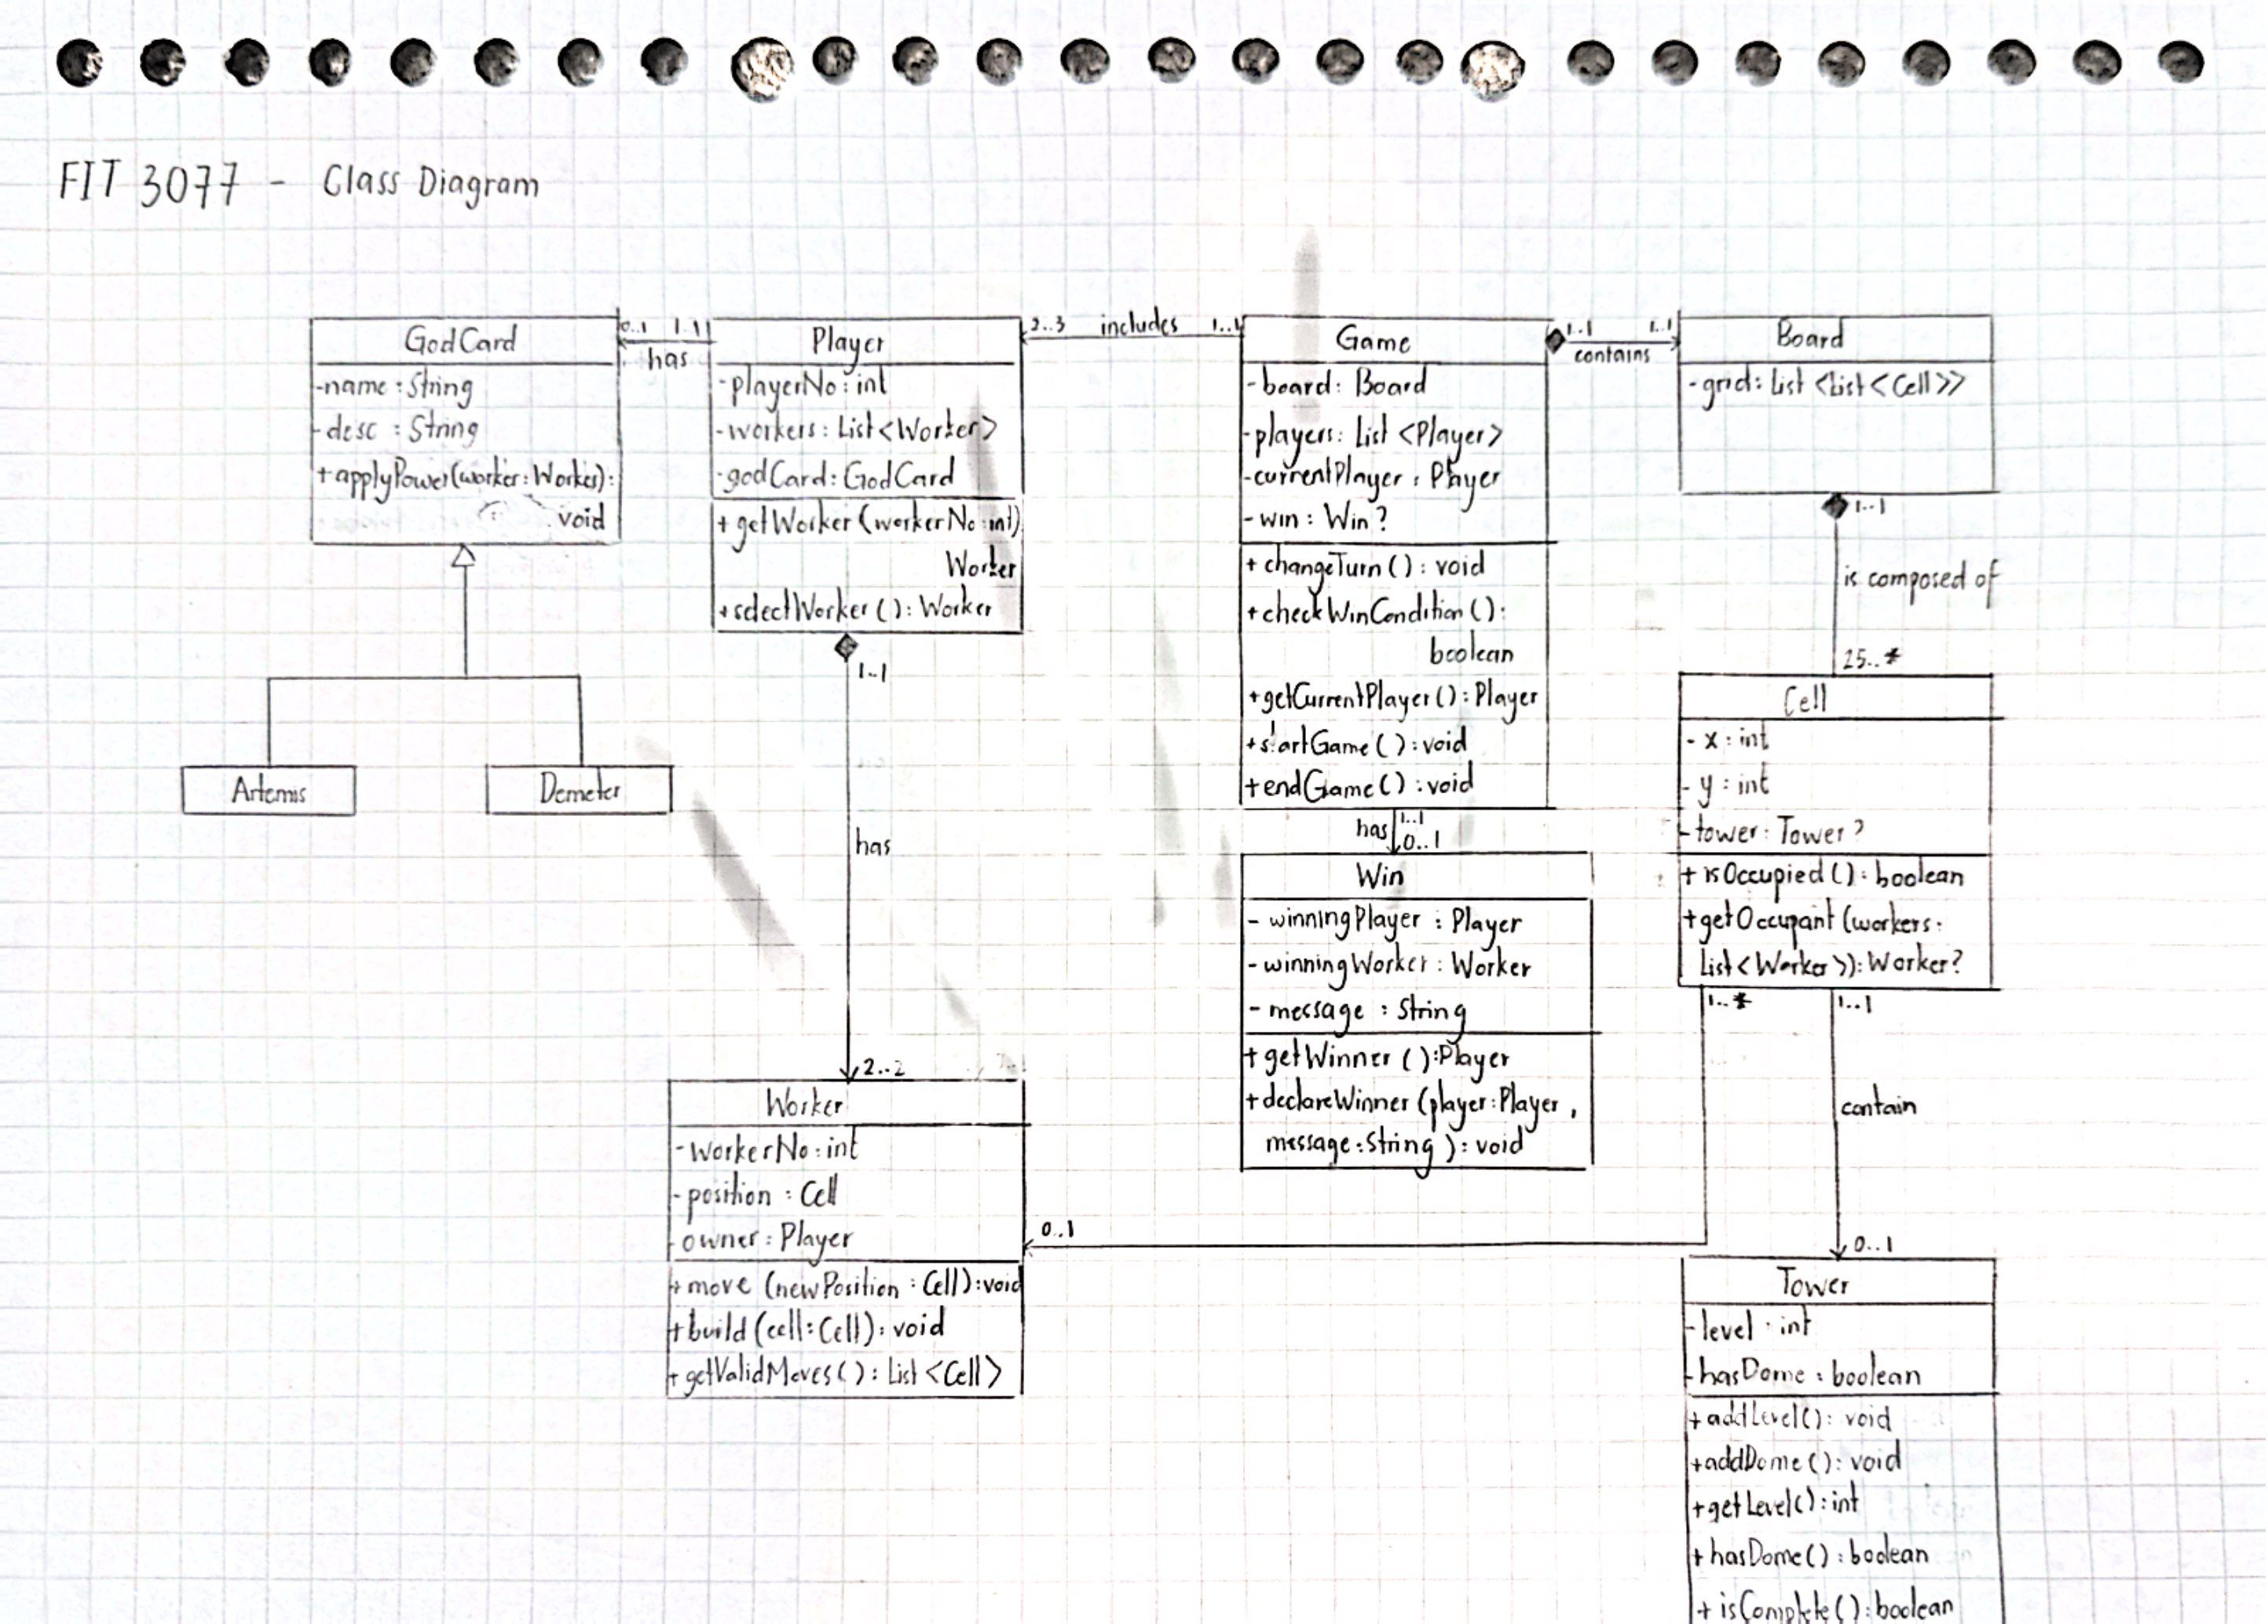 FIT 3077 - Class Diagram
GodCard
-name : String
-desc : String
+applyPower(worker: Worker):
void
0..1 1..1
has
Player
-playerNo: int
-workers: List<Worker>
-godCard: GodCard
+getWorker(workerNo: int)
Worker
+selectWorker(): Worker
2..3 includes 1..1
Game
-board: Board
-players: List <Player>
-currentPlayer : Player
-win : Win?
+changeTurn() : void
+checkWinCondition():
boolean
+getCurrentPlayer(): Player
+startGame() : void
+endGame() : void
1..1 1..1
contains
Board
-grid: List <List<Cell>>
1..1
is composed of
25..*
Cell
- x : int
- y : int
-tower: Tower?
+ isOccupied() : boolean
+getOccupant (workers:
List<Worker>): Worker?
Artemis
Demeter
1..1
has
2..2
has
1..1
0..1
Win
- winningPlayer : Player
- winningWorker : Worker
- message : String
+ getWinner():Player
+ declareWinner (player:Player,
message:String ) : void
1..* 1..1
contain
0..1
Worker
-workerNo: int
- position : Cell
- owner : Player
+move (newPosition : Cell):void
+build(cell:Cell): void
+getValidMoves(): List <Cell>
0..1
Tower
-level : int
-hasDome : boolean
+addLevel(): void
+addDome(): void
+getLevel(): int
+hasDome() : boolean
+ isComplete():boolean